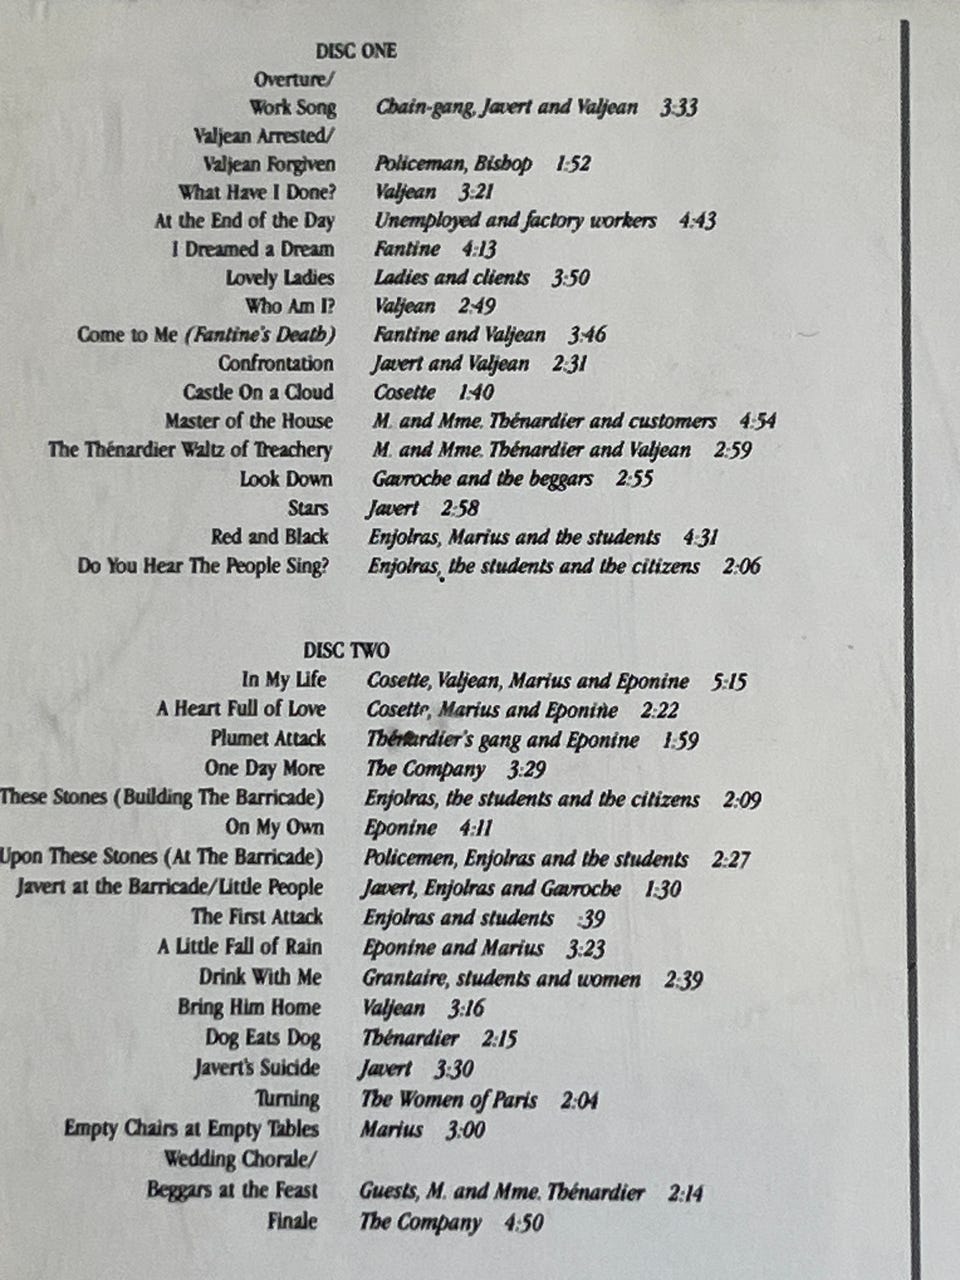 DISC ONE
Overture/
Work Song Chain-gang, Javert and Valjean 3:33
Valjean Arrested/
Valjean Forgiven Policeman, Bishop 1:52
What Have I Done? Valjean 3:21
At the End of the Day Unemployed and factory workers 4:43
I Dreamed a Dream Fantine 4:13
Lovely Ladies Ladies and clients 3:50
Who Am I? Valjean 2:49
Come to Me (Fantine's Death) Fantine and Valjean 3:46
Confrontation Javert and Valjean 2:31
Castle On a Cloud Cosette 1:40
Master of the House M. and Mme. Thénardier and customers 4:54
The Thénardier Waltz of Treachery M. and Mme. Thénardier and Valjean 2:59
Look Down Gavroche and the beggars 2:55
Stars Javert 2:58
Red and Black Enjolras, Marius and the students 4:31
Do You Hear The People Sing? Enjolras, the students and the citizens 2:06
DISC TWO
In My Life Cosette, Valjean, Marius and Eponine 5:15
A Heart Full of Love Cosette, Marius and Eponine 2:22
Plumet Attack Thénardier's gang and Eponine 1:59
One Day More The Company 3:29
These Stones (Building The Barricade) Enjolras, the students and the citizens 2:09
On My Own Eponine 4:11
Upon These Stones (At The Barricade) Policemen, Enjolras and the students 2:27
Javert at the Barricade/Little People Javert, Enjolras and Gavroche 1:30
The First Attack Enjolras and students :39
A Little Fall of Rain Eponine and Marius 3:23
Drink With Me Grantaire, students and women 2:39
Bring Him Home Valjean 3:16
Dog Eats Dog Thénardier 2:15
Javert's Suicide Javert 3:30
Turning The Women of Paris 2:04
Empty Chairs at Empty Tables Marius 3:00
Wedding Chorale/
Beggars at the Feast Guests, M. and Mme. Thénardier 2:14
Finale The Company 4:50